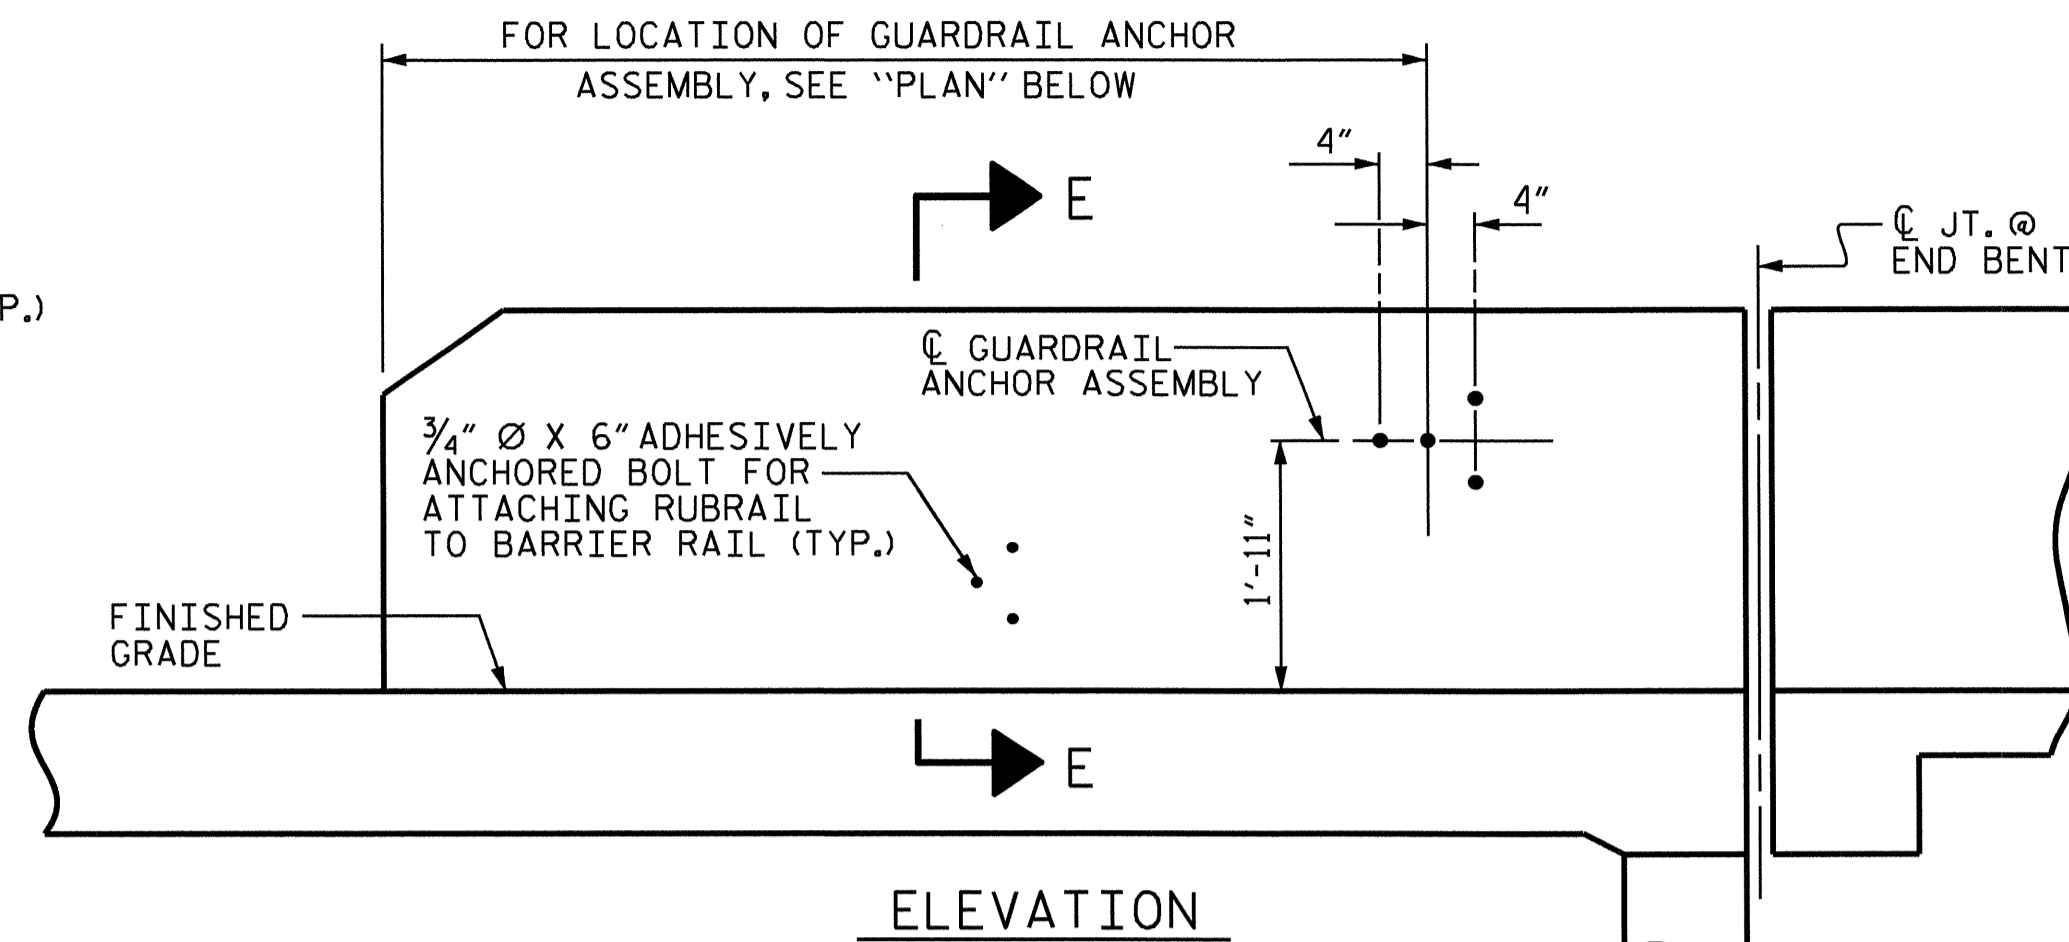 FOR LOCATION OF GUARDRAIL ANCHOR
ASSEMBLY, SEE "PLAN" BELOW
4"
E
4"
℄ JT. @
END BENT
P.)
℄ GUARDRAIL
ANCHOR ASSEMBLY
3/4" Ø X 6" ADHESIVELY
ANCHORED BOLT FOR
ATTACHING RUBRAIL
TO BARRIER RAIL (TYP.)
1'-11"
FINISHED
GRADE
E
ELEVATION